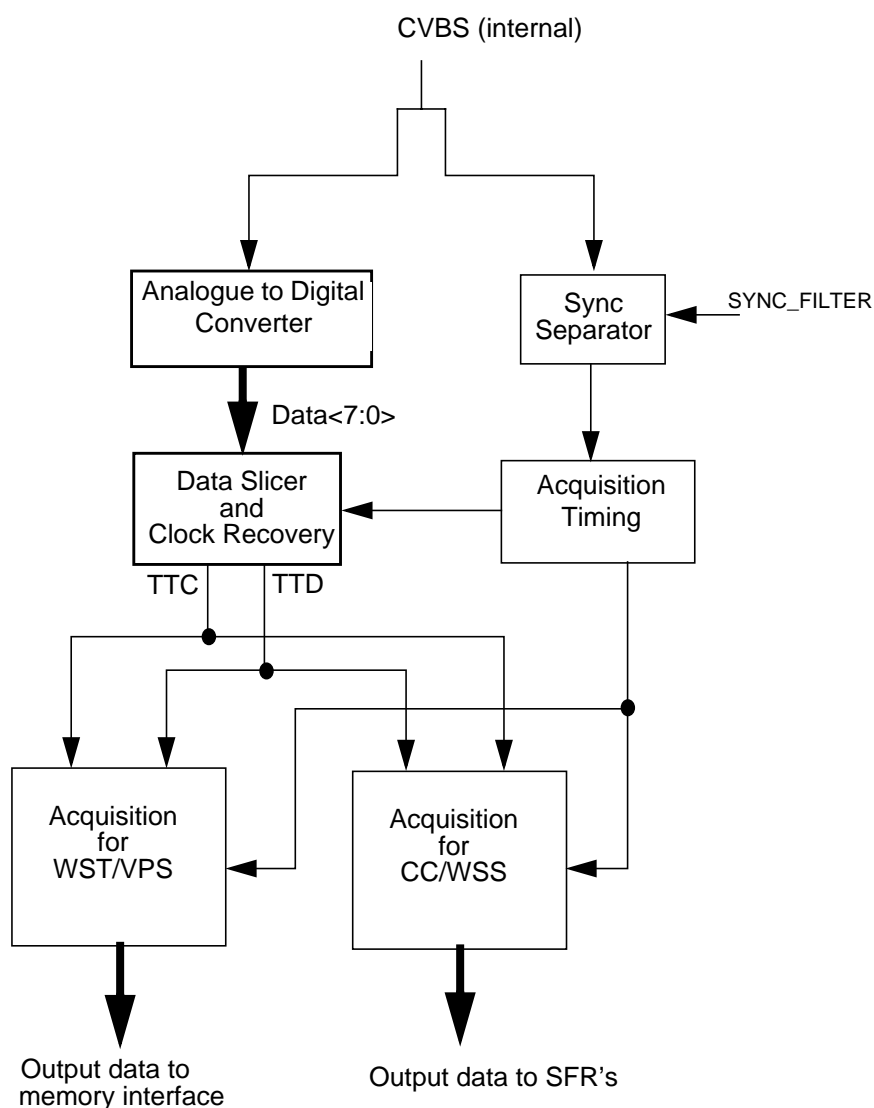 CVBS (internal)
Analogue to Digital
Converter
Sync
Separator
SYNC_FILTER
Data<7:0>
Data Slicer
and
Clock Recovery
Acquisition
Timing
TTC
TTD
Acquisition
for
WST/VPS
Acquisition
for
CC/WSS
Output data to
memory interface
Output data to SFR's